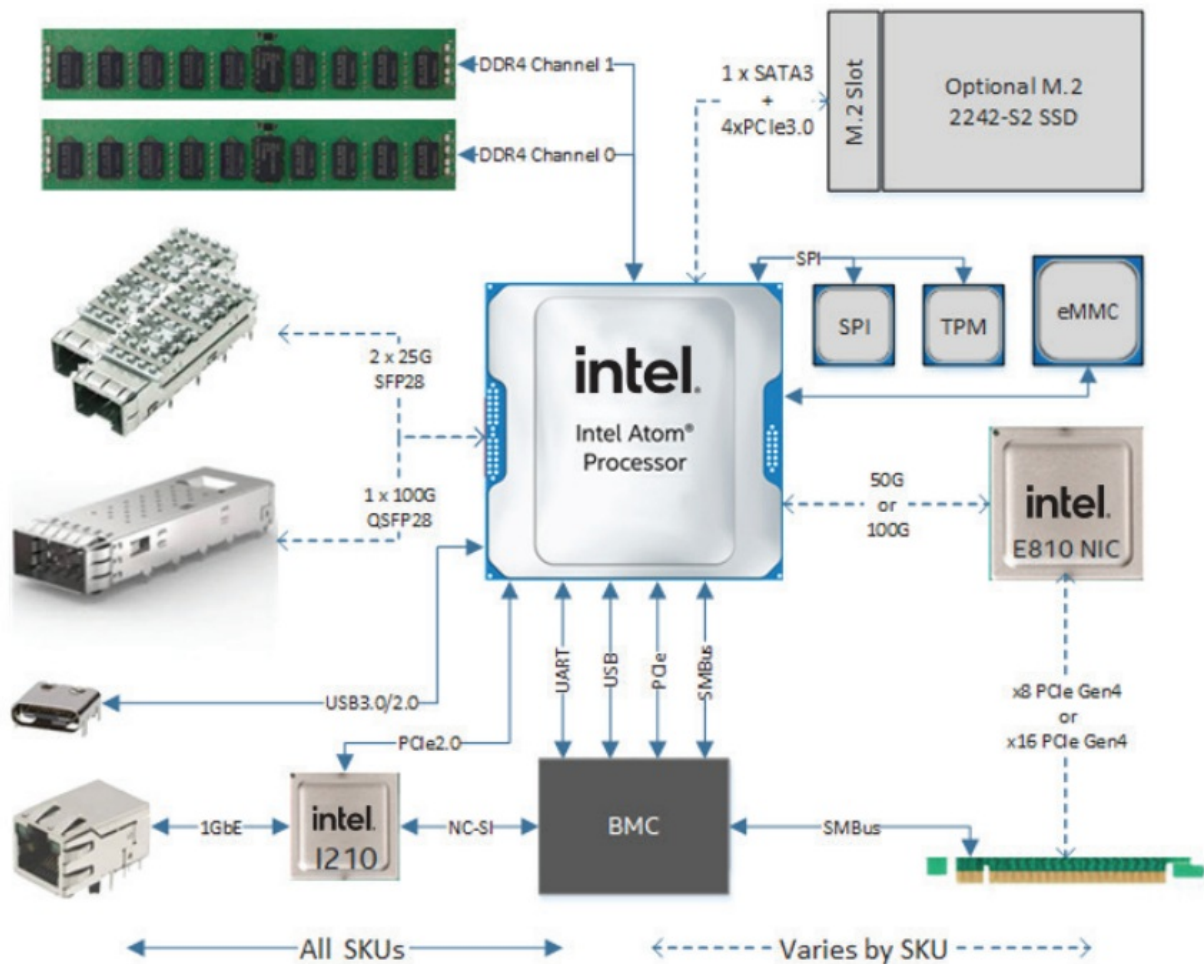 DDR4 Channel 1
DDR4 Channel 0
1 x SATA3
+
4xPCIe3.0
M.2 Slot
Optional M.2
2242-S2 SSD
SPI
SPI
TPM
eMMC
2 x 25G
SFP28
1 x 100G
QSFP28
intel.
Intel Atom®
Processor
50G
or
100G
intel.
E810 NIC
USB3.0/2.0
PCIe2.0
UART
USB
PCIe
SMBus
x8 PCIe Gen4
or
x16 PCIe Gen4
1GbE
intel.
I210
NC-SI
BMC
SMBus
All SKUs
Varies by SKU